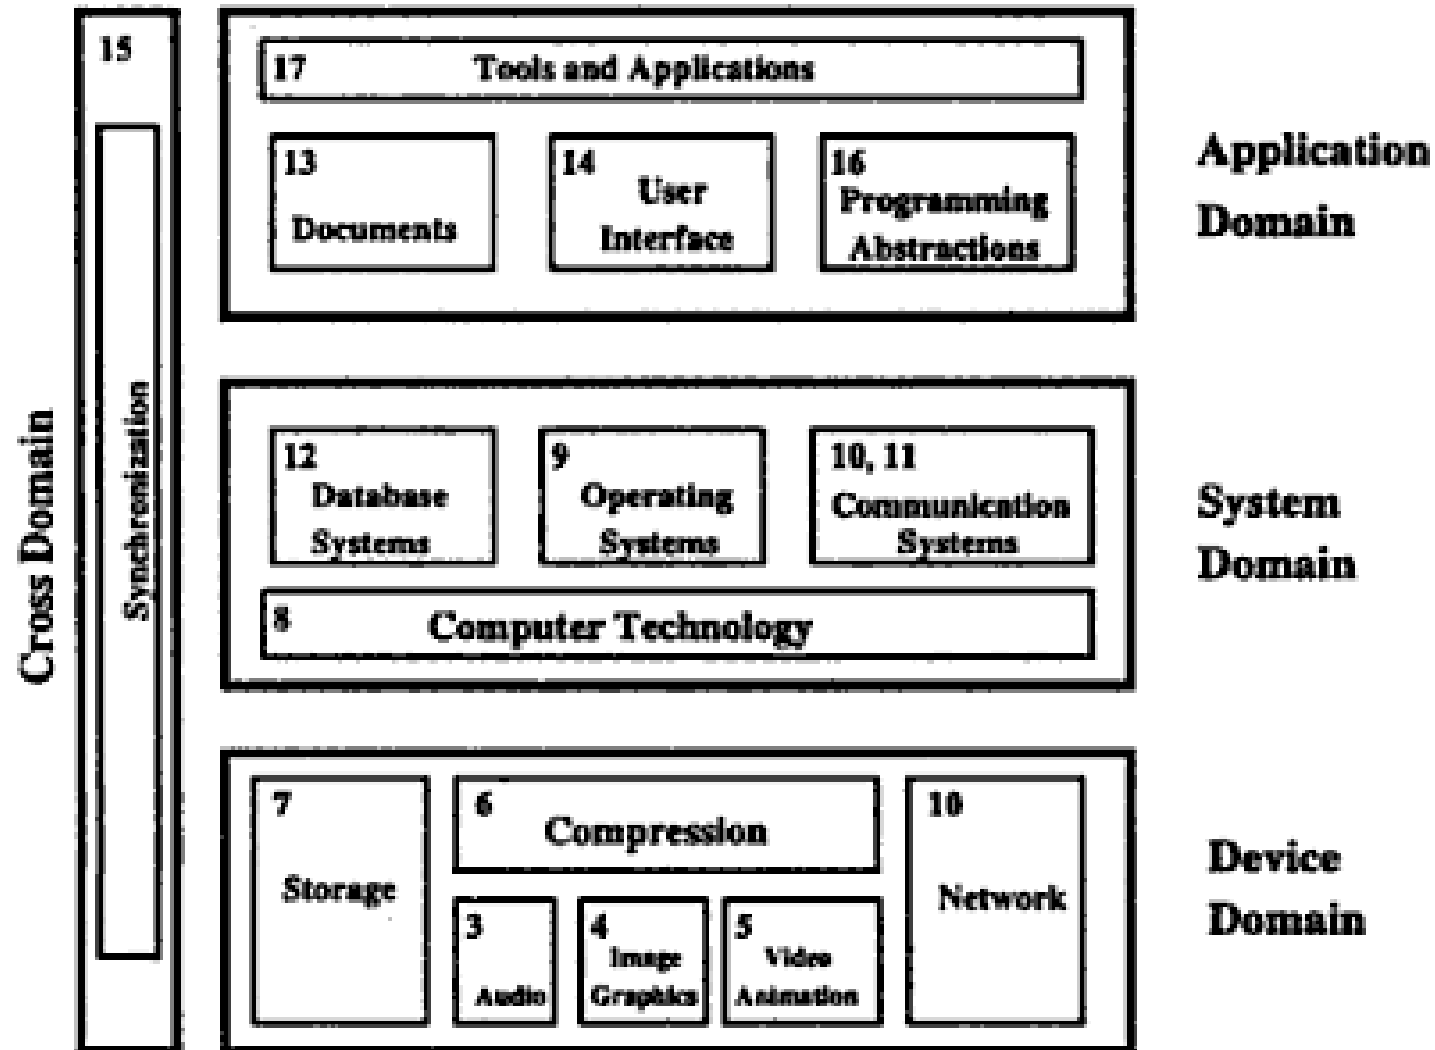 15
Synchronization
Cross Domain
17 Tools and Applications
13
Documents
14
User
Interface
16
Programming
Abstractions
Application
Domain
12
Database
Systems
9
Operating
Systems
10, 11
Communication
Systems
8 Computer Technology
System
Domain
7
Storage
6
Compression
3
Audio
4
Image
Graphics
5
Video
Animation
10
Network
Device
Domain